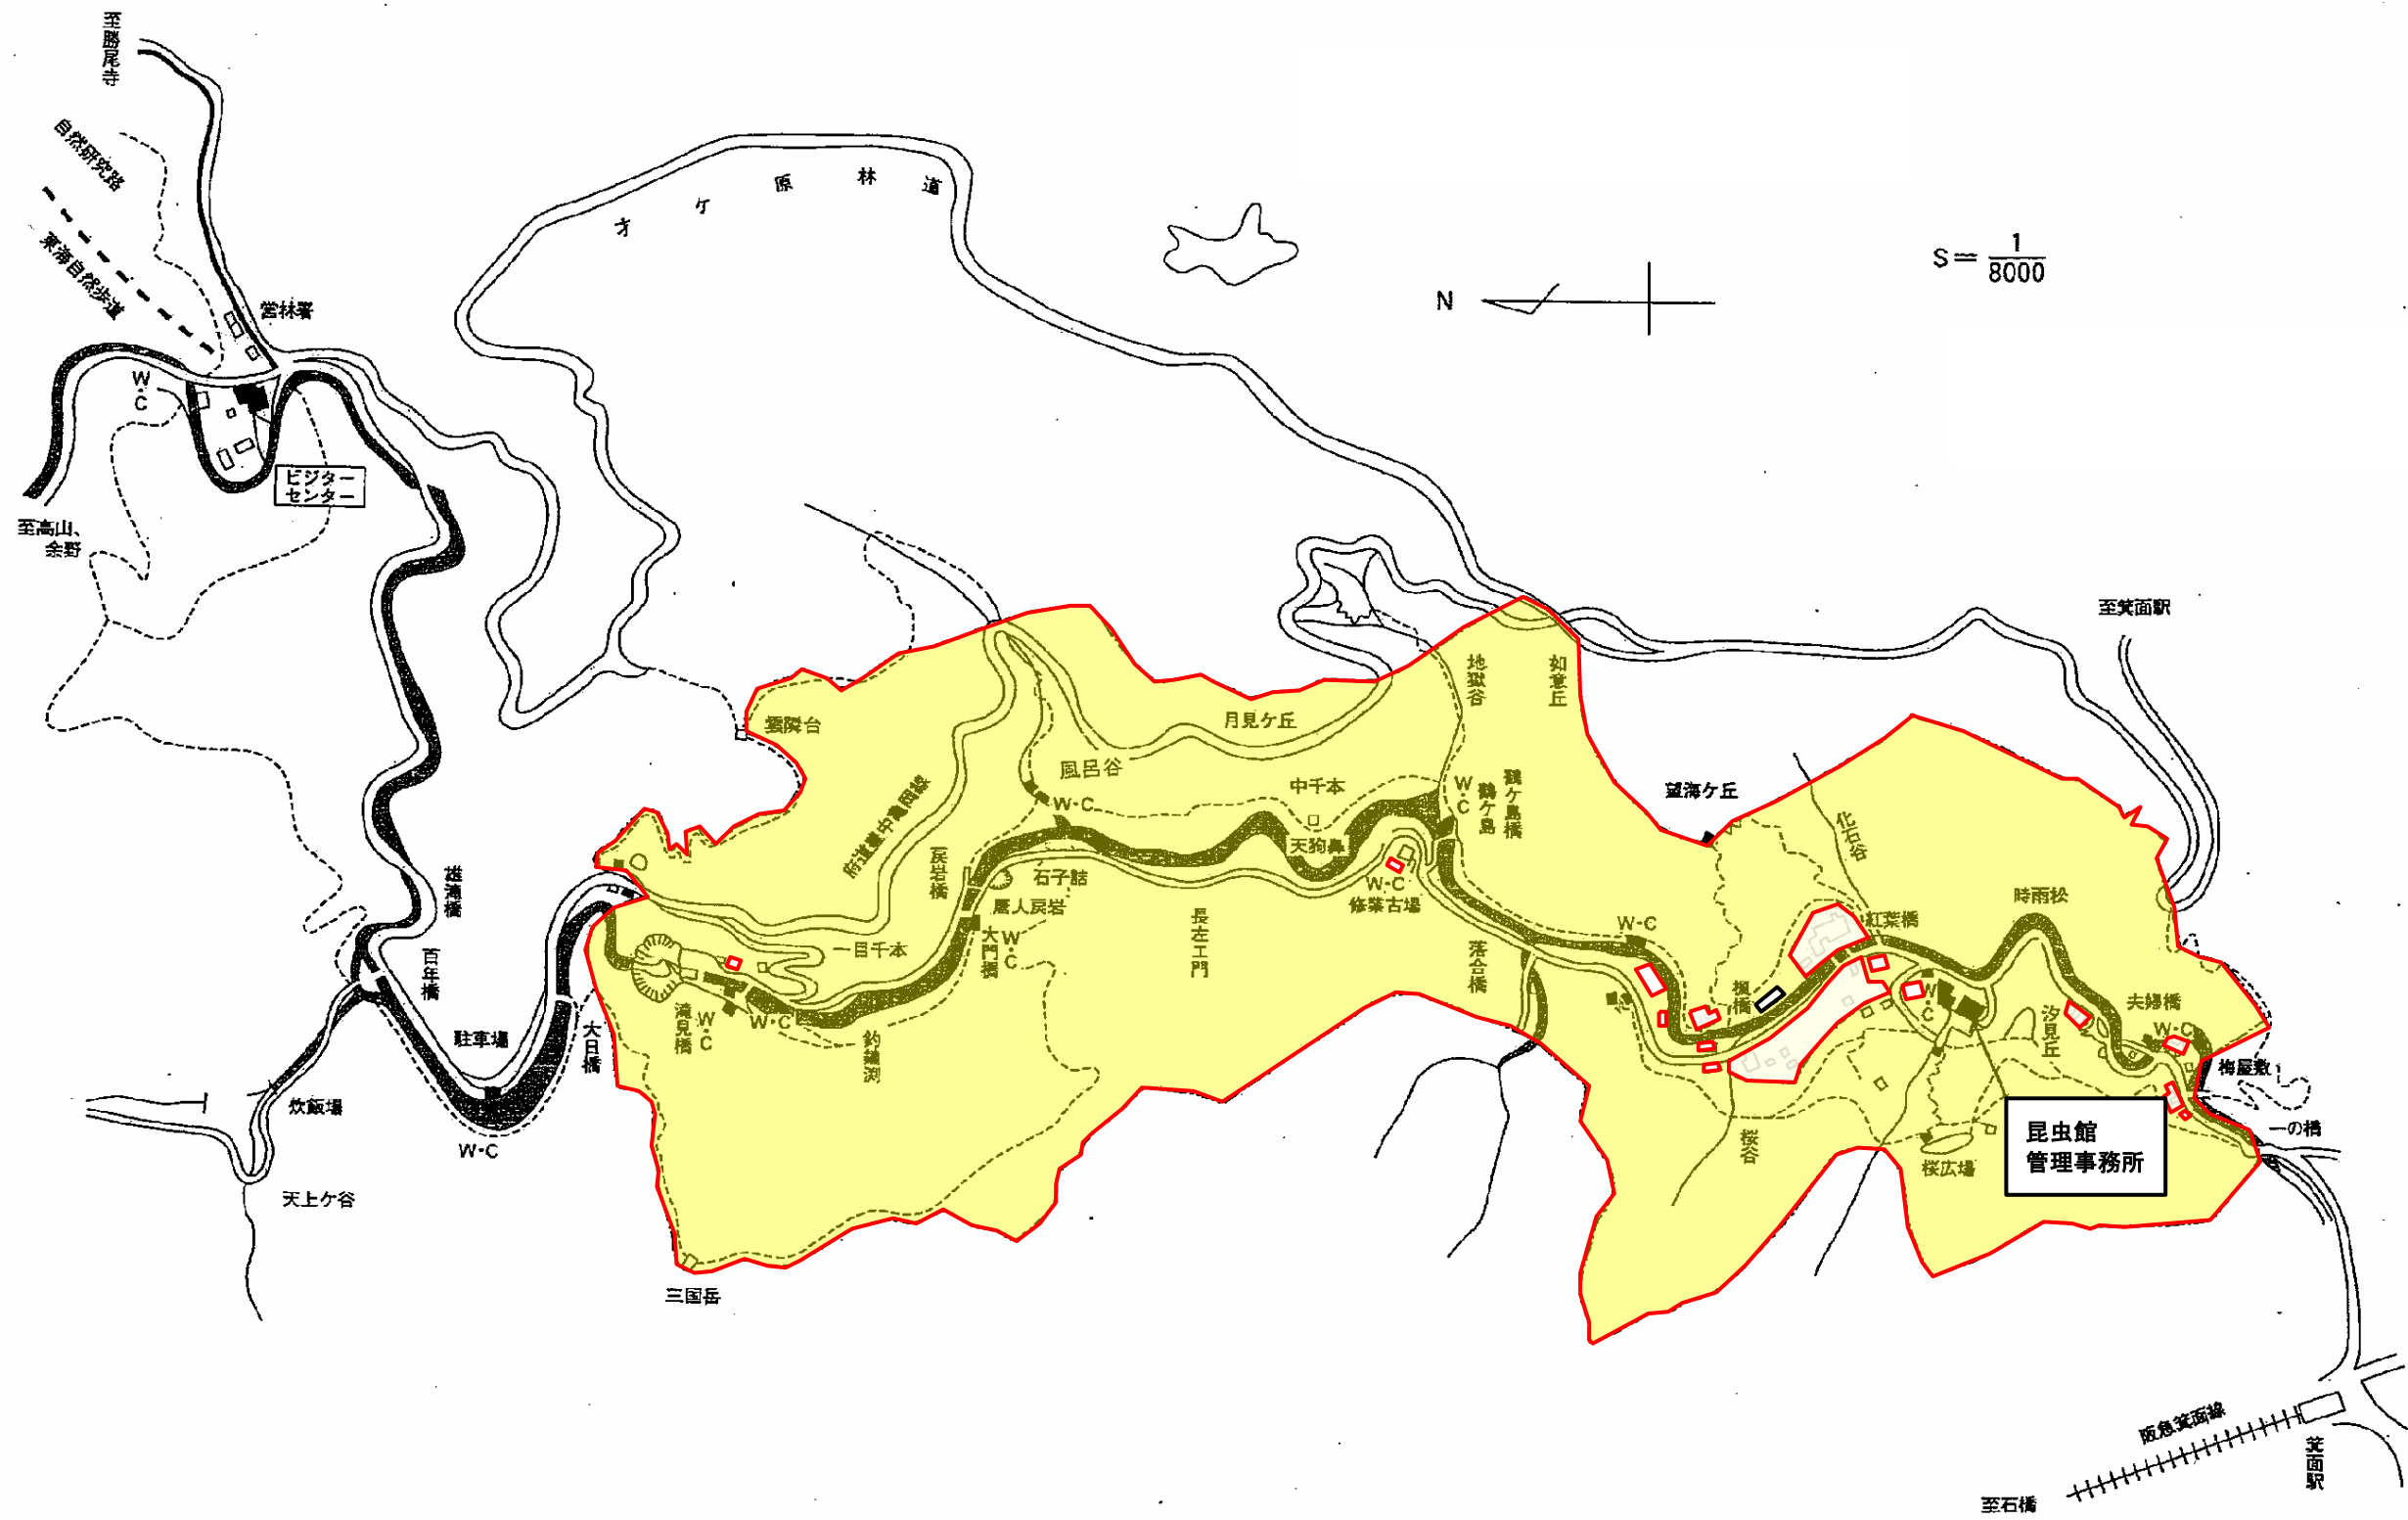 至勝尾寺
自然研究路
東海自然歩道
営林署
W・C
ビジター
センター
至高山、
余野
才ケ原林道
N
S=1/8000
至箕面駅
雲隣台
府道豊中亀岡線
風呂谷
月見ケ丘
地獄谷
如意丘
中千本
W・C
W・C
鶴ケ島
鶴ケ島橋
望海ケ丘
化石谷
天狗鼻
戻岩橋
石子詰
唐人戻岩
W・C
修業古場
長左エ門
落合橋
W・C
楓橋
紅葉橋
時雨松
W・C
汐見丘
夫婦橋
W・C
梅屋敷
一の橋
雄滝橋
百年橋
駐車場
大日橋
炊飯場
W・C
天上ケ谷
一目千本
大門橋
W・C
滝見橋
W・C
W・C
釣鐘淵
三国岳
桜谷
桜広場
昆虫館
管理事務所
阪急箕面線
箕面駅
至石橋